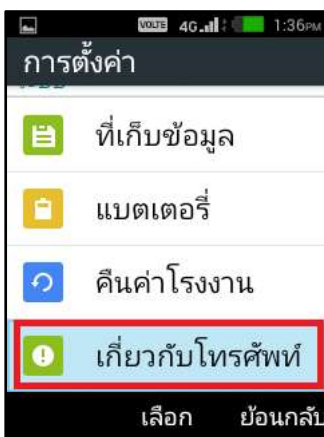 VOLTE 4G 1:36PM
การตั้งค่า
ที่เก็บข้อมูล
แบตเตอรี่
คืนค่าโรงงาน
เกี่ยวกับโทรศัพท์
เลือก ย้อนกลับ